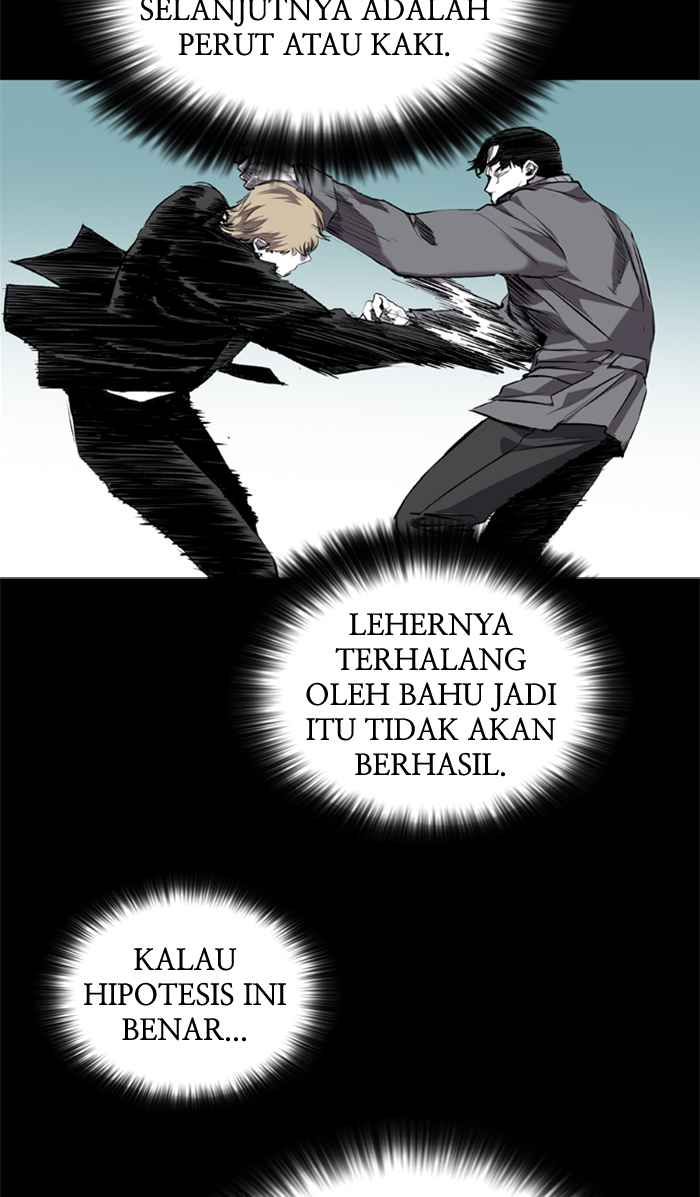 SELANJUTNYA ADALAH
PERUT ATAU KAKI.
LEHERNYA
TERHALANG
OLEH BAHU JADI
ITU TIDAK AKAN
BERHASIL.
KALAU
HIPOTESIS INI
BENAR...